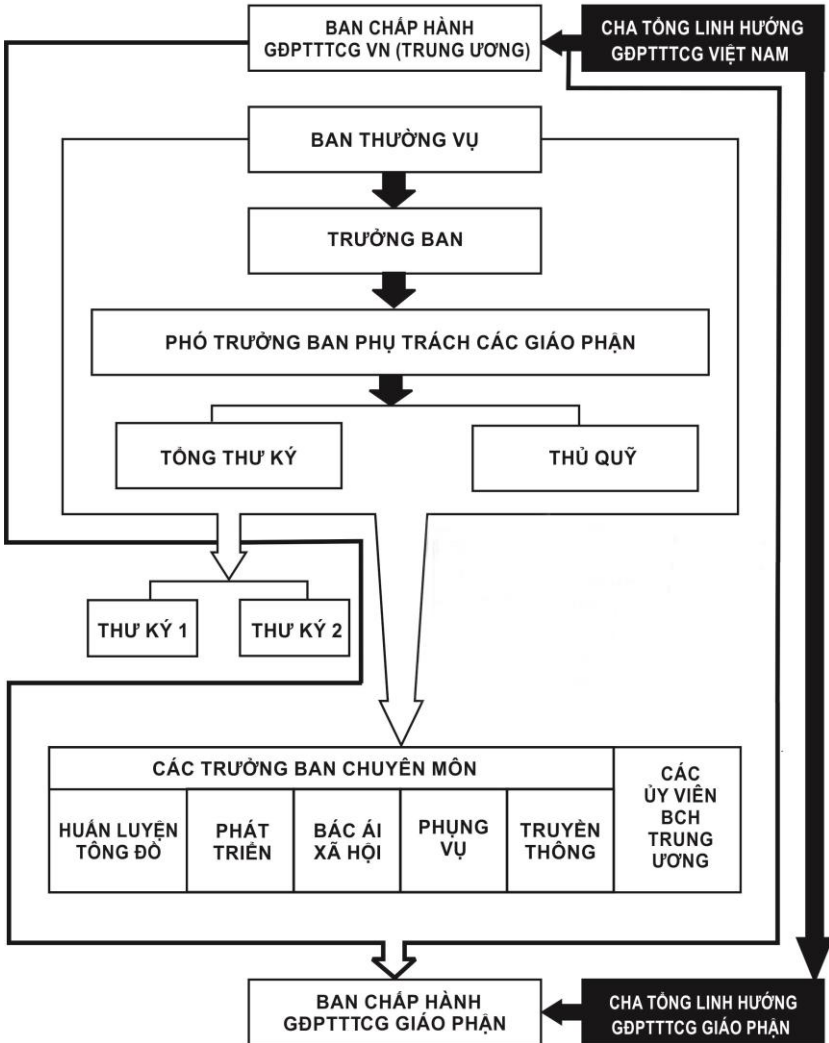 BAN CHẤP HÀNH
GĐPTTTCG VN (TRUNG ƯƠNG)
CHA TỔNG LINH HƯỚNG
GĐPTTTCG VIỆT NAM
BAN THƯỜNG VỤ
TRƯỞNG BAN
PHÓ TRƯỞNG BAN PHỤ TRÁCH CÁC GIÁO PHẬN
TỔNG THƯ KÝ
THỦ QUỸ
THƯ KÝ 1
THƯ KÝ 2
CÁC TRƯỞNG BAN CHUYÊN MÔN
HUẤN LUYỆN
TÔNG ĐỒ
PHÁT
TRIỂN
BÁC ÁI
XÃ HỘI
PHỤNG
VỤ
TRUYỀN
THÔNG
CÁC
ỦY VIÊN
BCH
TRUNG
ƯƠNG
BAN CHẤP HÀNH
GĐPTTTCG GIÁO PHẬN
CHA TỔNG LINH HƯỚNG
GĐPTTTCG GIÁO PHẬN